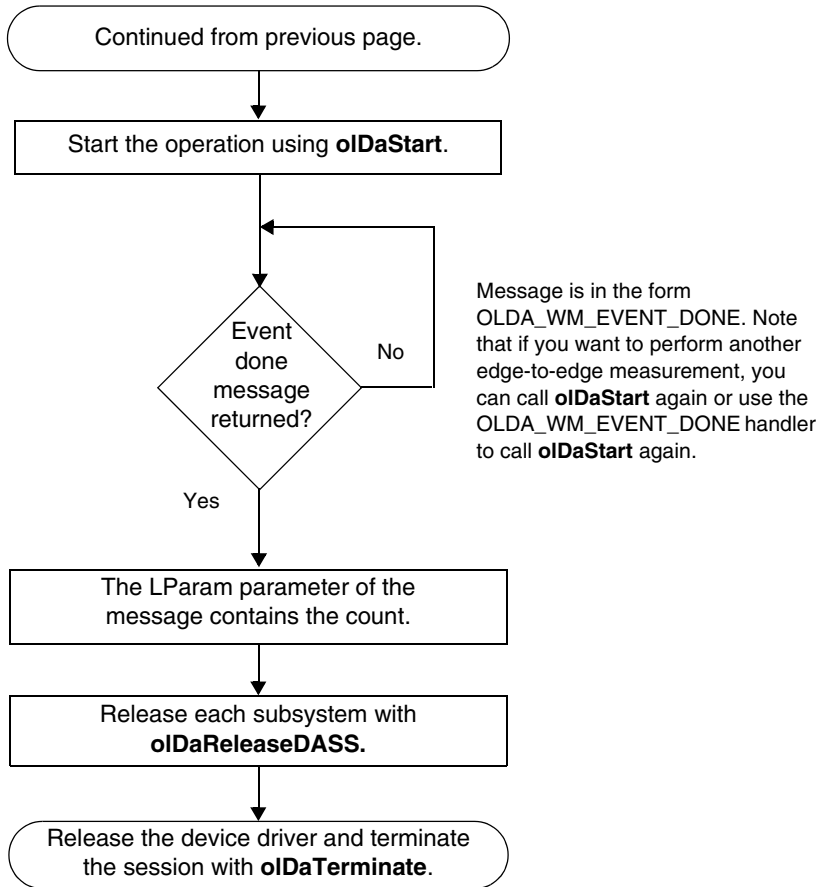 Continued from previous page.
Start the operation using olDaStart.
Event
done
message
returned?
No
Message is in the form
OLDA_WM_EVENT_DONE. Note
that if you want to perform another
edge-to-edge measurement, you
can call olDaStart again or use the
OLDA_WM_EVENT_DONE handler
to call olDaStart again.
Yes
The LParam parameter of the
message contains the count.
Release each subsystem with
olDaReleaseDASS.
Release the device driver and terminate
the session with olDaTerminate.